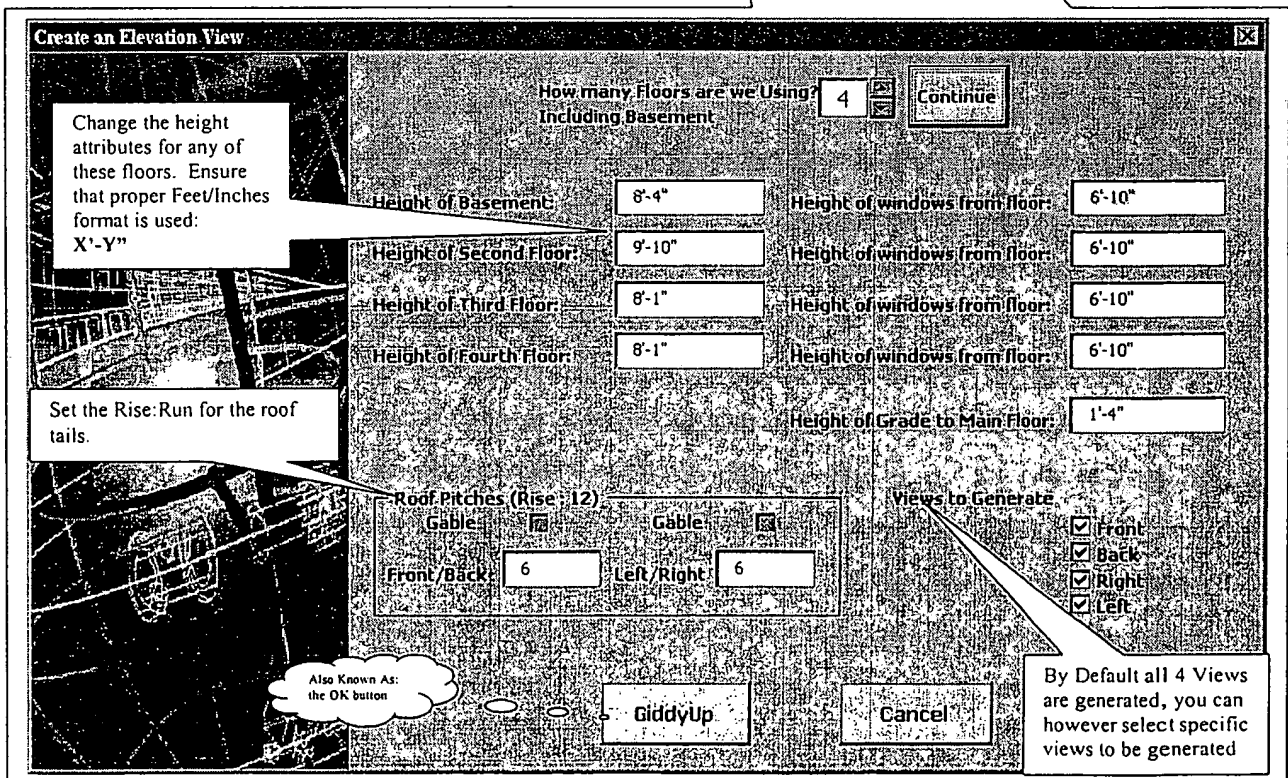 Create an Elevation View
How many Floors are we Using?
Including Basement
4
Continue
Change the height
attributes for any of
these floors. Ensure
that proper Feet/Inches
format is used:
X'-Y"
Height of Basement:
8'-4"
Height of windows from floor:
6'-10"
Height of Second Floor:
9'-10"
Height of windows from floor:
6'-10"
Height of Third Floor:
8'-1"
Height of windows from floor:
6'-10"
Height of Fourth Floor:
8'-1"
Height of windows from floor:
6'-10"
Set the Rise:Run for the roof
tails.
Height of Grade to Main Floor:
1'-4"
Roof Pitches (Rise : 12)
Gable
Gable
Front/Back
6
Left/Right
6
Views to Generate
Front
Back
Right
Left
Also Known As:
the OK button
GiddyUp
Cancel
By Default all 4 Views
are generated, you can
however select specific
views to be generated